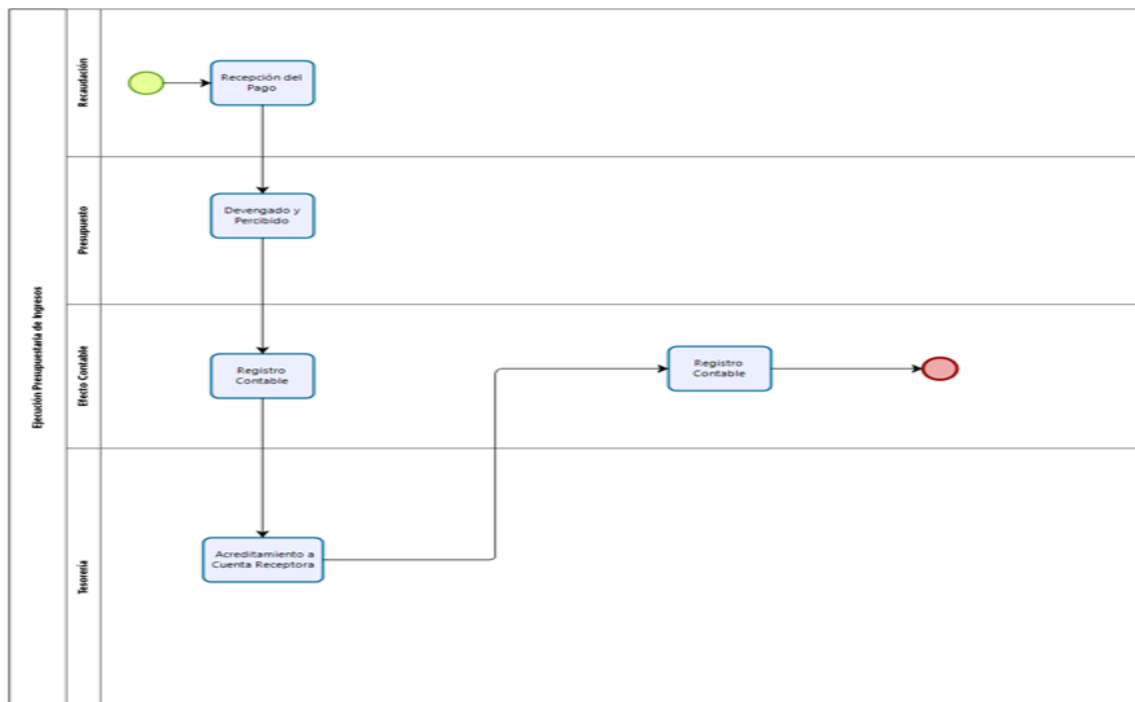 Ejecución Presupuestaria de Ingresos
Recaudación
Recepción del
Pago
Presupuesto
Devengado y
Percibido
Efecto Contable
Registro
Contable
Registro
Contable
Tesorería
Acreditamiento a
Cuenta Receptora